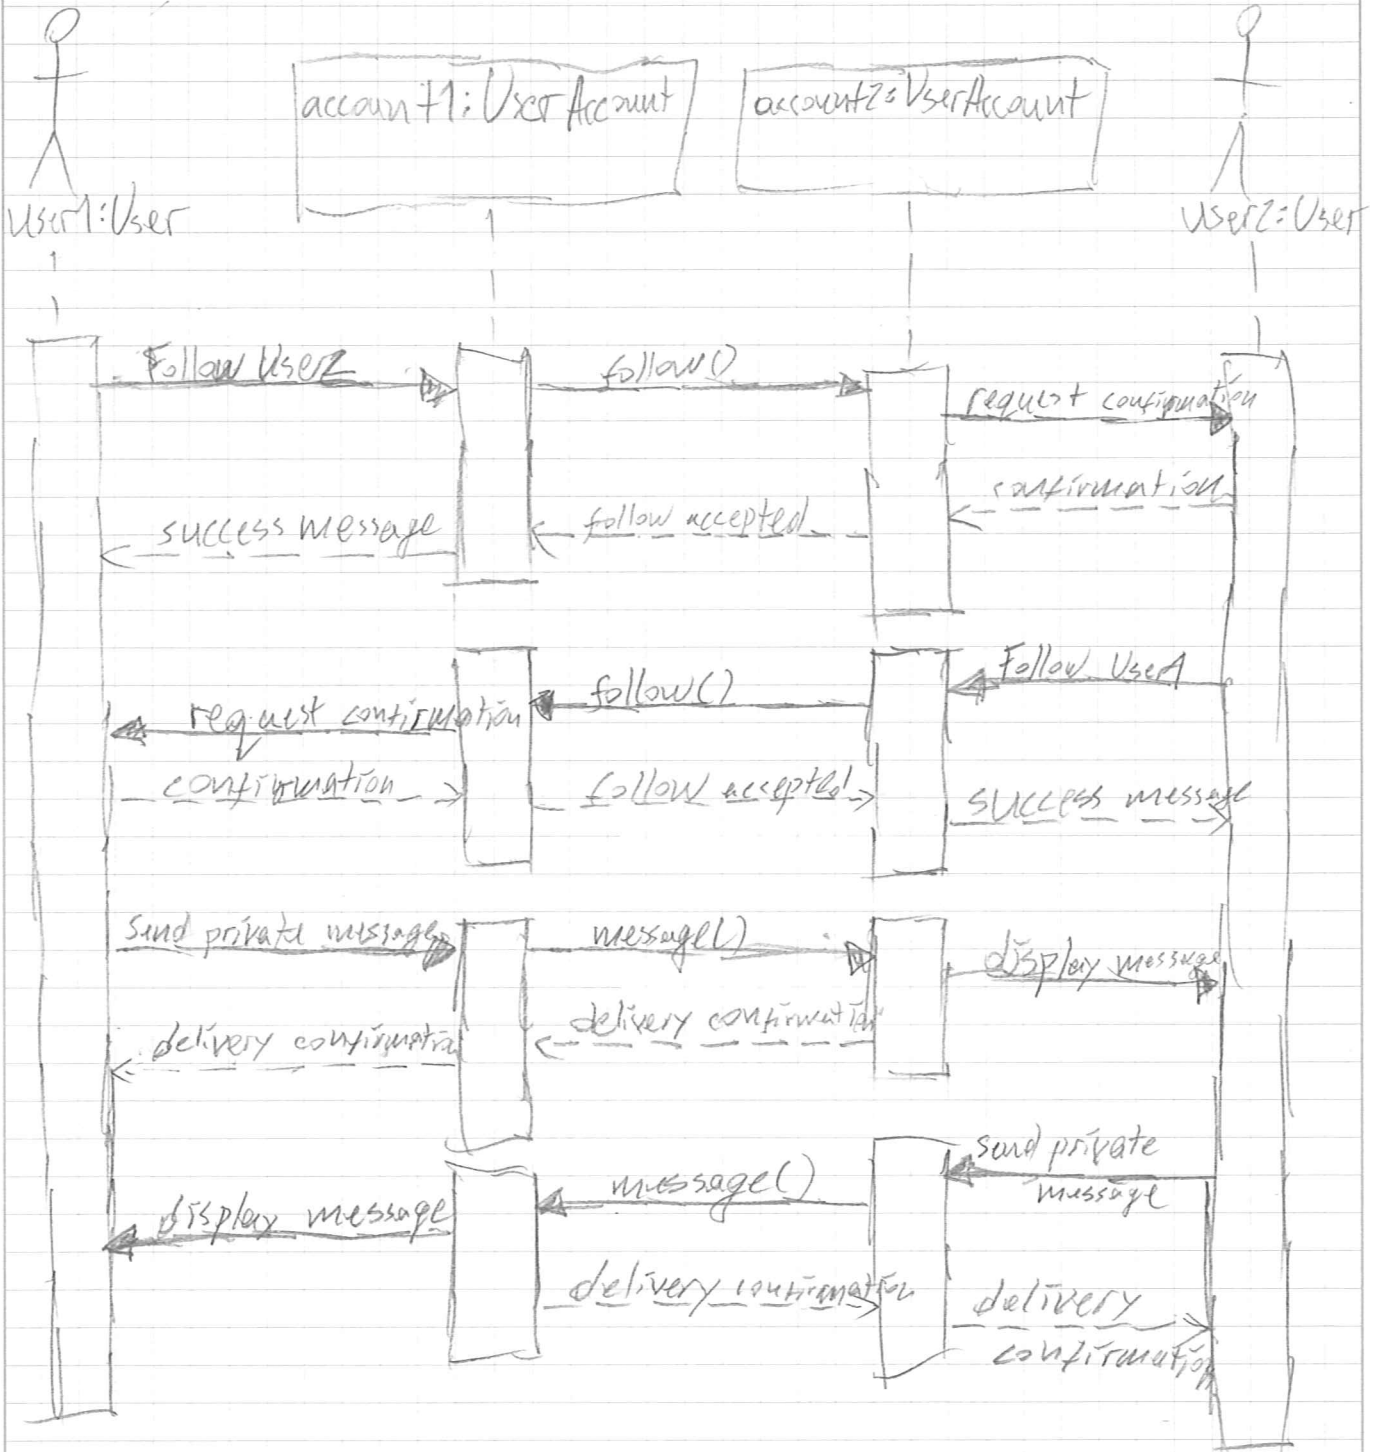 account1:UserAccount
account2:UserAccount
User1:User
User2:User
Follow User2
follow()
request confirmation
confirmation
follow accepted
success message
Follow User1
follow()
request confirmation
confirmation
follow accepted
success message
send private message
message()
display message
delivery confirmation
delivery confirmation
send private
message
message()
display message
delivery confirmation
delivery
confirmation